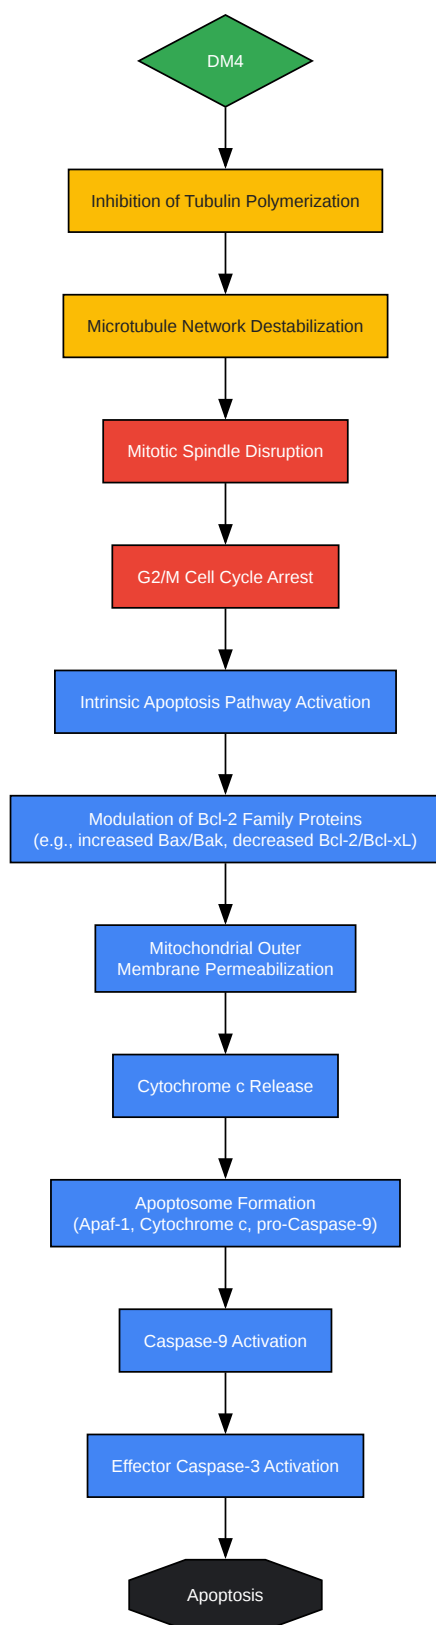 DM4
Inhibition of Tubulin Polymerization
Microtubule Network Destabilization
Mitotic Spindle Disruption
G2/M Cell Cycle Arrest
Intrinsic Apoptosis Pathway Activation
Modulation of Bcl-2 Family Proteins
(e.g., increased Bax/Bak, decreased Bcl-2/Bcl-xL)
Mitochondrial Outer
Membrane Permeabilization
Cytochrome c Release
Apoptosome Formation
(Apaf-1, Cytochrome c, pro-Caspase-9)
Caspase-9 Activation
Effector Caspase-3 Activation
Apoptosis